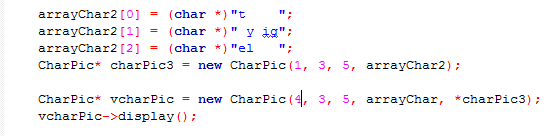 arrayChar2[0] = (char *)"t    ";
arrayChar2[1] = (char *)" y ig";
arrayChar2[2] = (char *)"el   ";
CharPic* charPic3 = new CharPic(1, 3, 5, arrayChar2);
CharPic* vcharPic = new CharPic(4, 3, 5, arrayChar, *charPic3);
vcharPic->display();